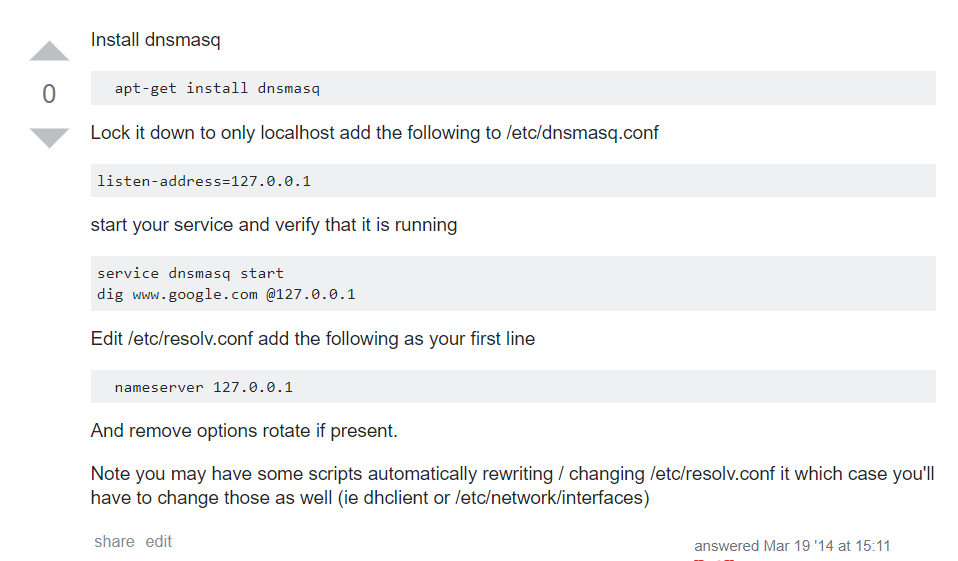 Install dnsmasq
apt-get install dnsmasq
0
Lock it down to only localhost add the following to /etc/dnsmasq.conf
listen-address=127.0.0.1
start your service and verify that it is running
service dnsmasq start
dig www.google.com @127.0.0.1
Edit /etc/resolv.conf add the following as your first line
nameserver 127.0.0.1
And remove options rotate if present.
Note you may have some scripts automatically rewriting / changing /etc/resolv.conf it which case you'll
have to change those as well (ie dhclient or /etc/network/interfaces)
share edit
answered Mar 19 '14 at 15:11